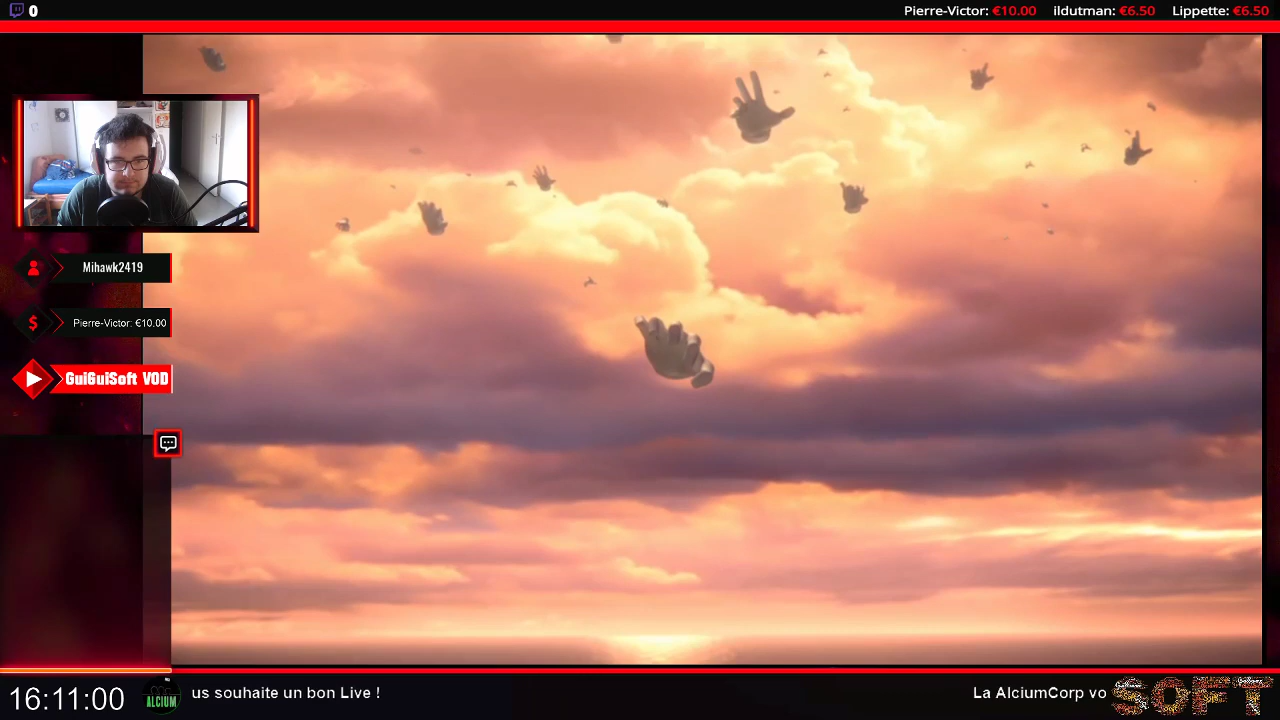 0
Pierre-Victor: €10.00 ildutman: €6.50 Lippette: €6.50
Mihawk2419
Pierre-Victor: €10.00
GuiGuiSoft VOD
16:11:00
ALCIUM
us souhaite un bon Live !
La AlciumCorp vo
SOFT